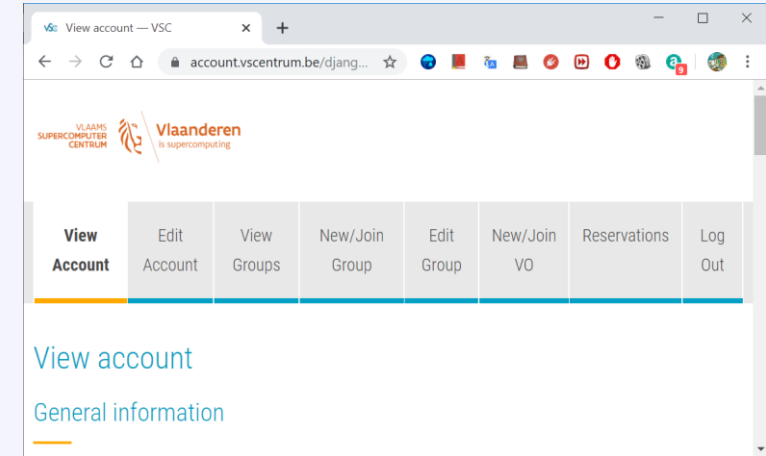 View account — VSC
account.vscentrum.be/djang...
9
VLAAMS
SUPERCOMPUTER
CENTRUM
Vlaanderen
is supercomputing
View Account
Edit Account
View Groups
New/Join Group
Edit Group
New/Join VO
Reservations
Log Out
View account
General information